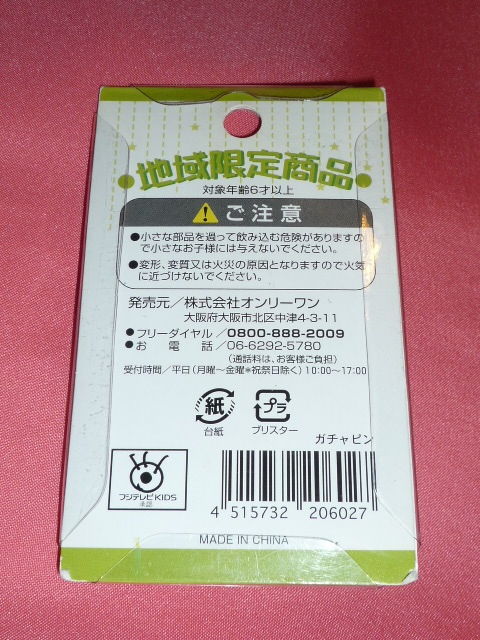 地域限定商品
対象年齢6才以上
ご注意
●小さな部品を過って飲み込む危険がありますの
で小さなお子様には与えないでください。
●変形、変質又は火災の原因となりますので火気
に近づけないでください。
発売元／株式会社オンリーワン
大阪府大阪市北区中津4-3-11
●フリーダイヤル／0800-888-2009
●お電話／06-6292-5780
(通話料は、お客様ご負担)
受付時間／平日(月曜～金曜*祝祭日除く)10:00～17:00
紙
台紙
プラ
ブリスター
ガチャピン
フジテレビKIDS
承認
4 515732 206027
MADE IN CHINA